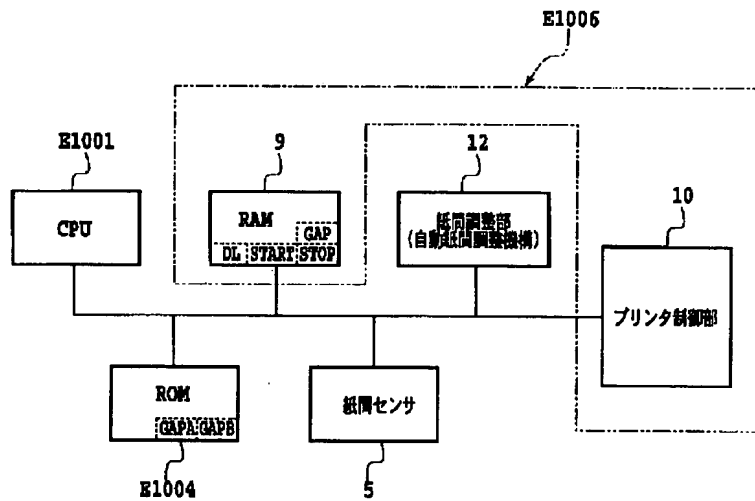 E1006
E1001
9
12
10
CPU
RAM
GAP
DL START STOP
紙間調整部
(自動紙間調整機構)
プリンタ制御部
ROM
GAPA GAPB
紙間センサ
E1004
5